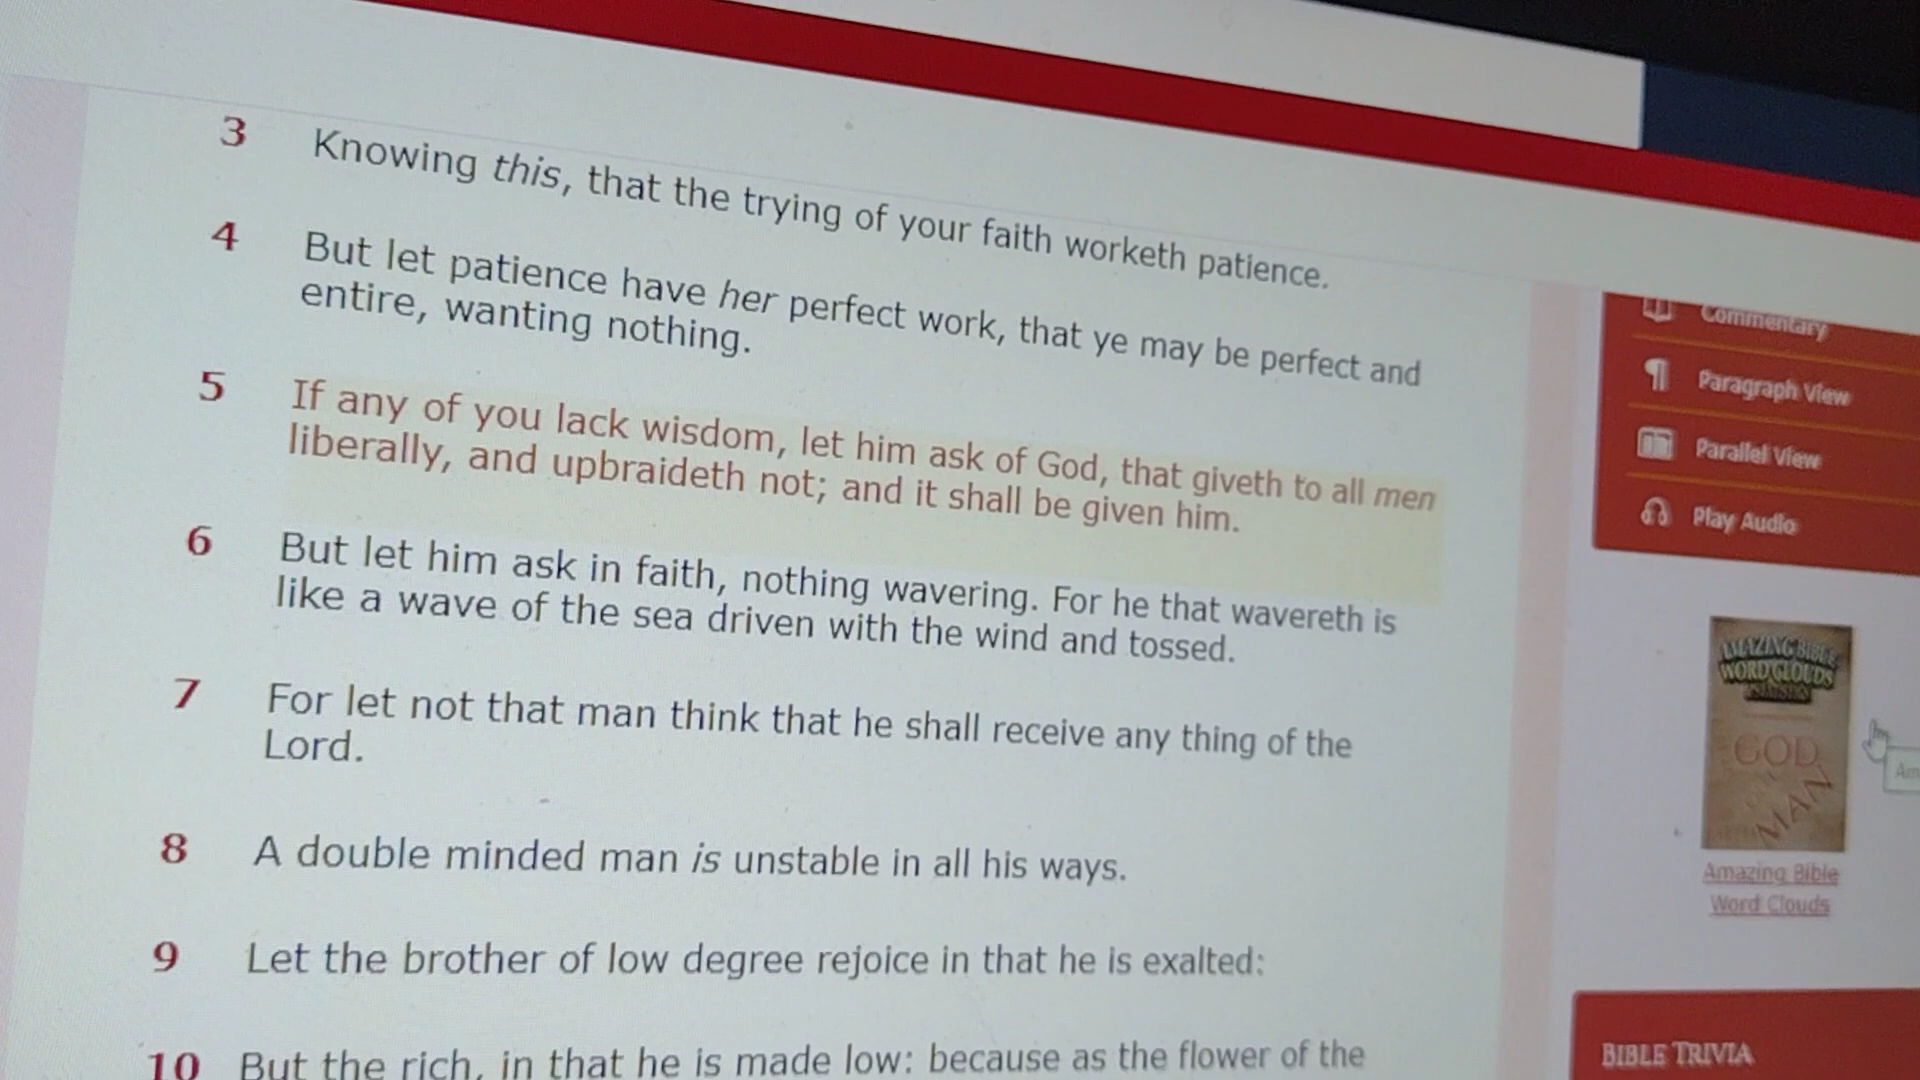 3 Knowing this, that the trying of your faith worketh patience.
4 But let patience have her perfect work, that ye may be perfect and
entire, wanting nothing.
5 If any of you lack wisdom, let him ask of God, that giveth to all men
liberally, and upbraideth not; and it shall be given him.
6 But let him ask in faith, nothing wavering. For he that wavereth is
like a wave of the sea driven with the wind and tossed.
7 For let not that man think that he shall receive any thing of the
Lord.
8 A double minded man is unstable in all his ways.
9 Let the brother of low degree rejoice in that he is exalted:
10 But the rich, in that he is made low: because as the flower of the
Commentary
Paragraph View
Parallel View
Play Audio
AMAZING BIBLE
WORD CLOUDS
GOD
MAN
Amazing Bible
Word Clouds
BIBLE TRIVIA